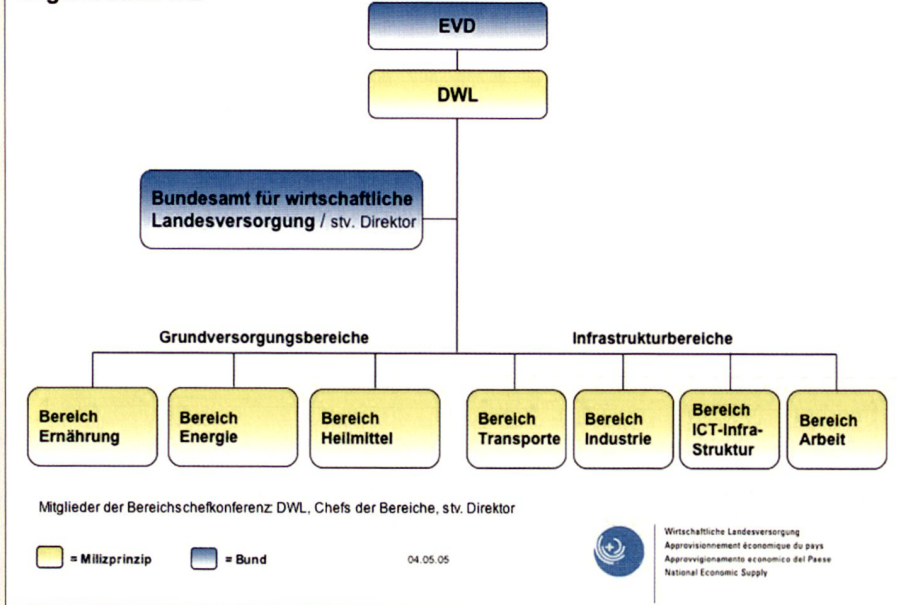 EVD
DWL
Bundesamt für wirtschaftliche
Landesversorgung / stv. Direktor
Grundversorgungsbereiche
Infrastrukturbereiche
Bereich
Ernährung
Bereich
Energie
Bereich
Heilmittel
Bereich
Transporte
Bereich
Industrie
Bereich
ICT-Infra-
Struktur
Bereich
Arbeit
Mitglieder der Bereichschefkonferenz: DWL, Chefs der Bereiche, stv. Direktor
= Milizprinzip
= Bund
04.05.05
Wirtschaftliche Landesversorgung
Approvisionnement économique du pays
Approvvigionamento economico del Paese
National Economic Supply